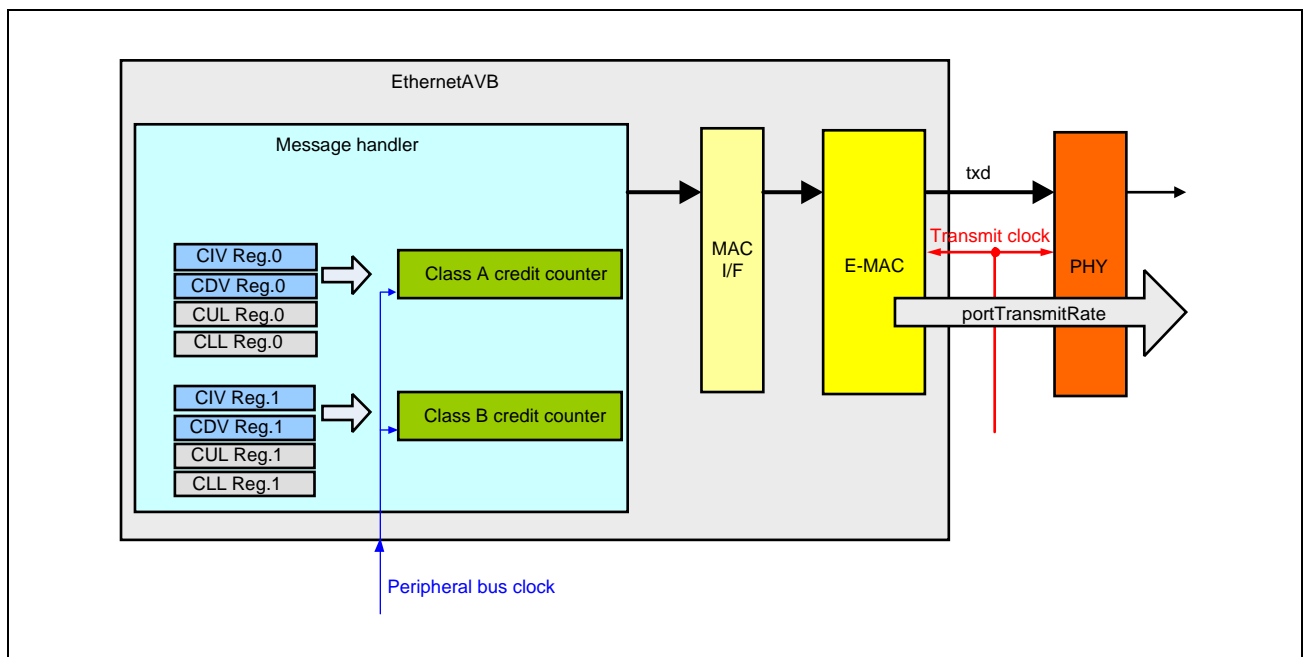 EthernetAVB
Message handler
CIV Reg.0
CDV Reg.0
CUL Reg.0
CLL Reg.0
Class A credit counter
CIV Reg.1
CDV Reg.1
CUL Reg.1
CLL Reg.1
Class B credit counter
MAC
I/F
E-MAC
txd
Transmit clock
PHY
portTransmitRate
Peripheral bus clock